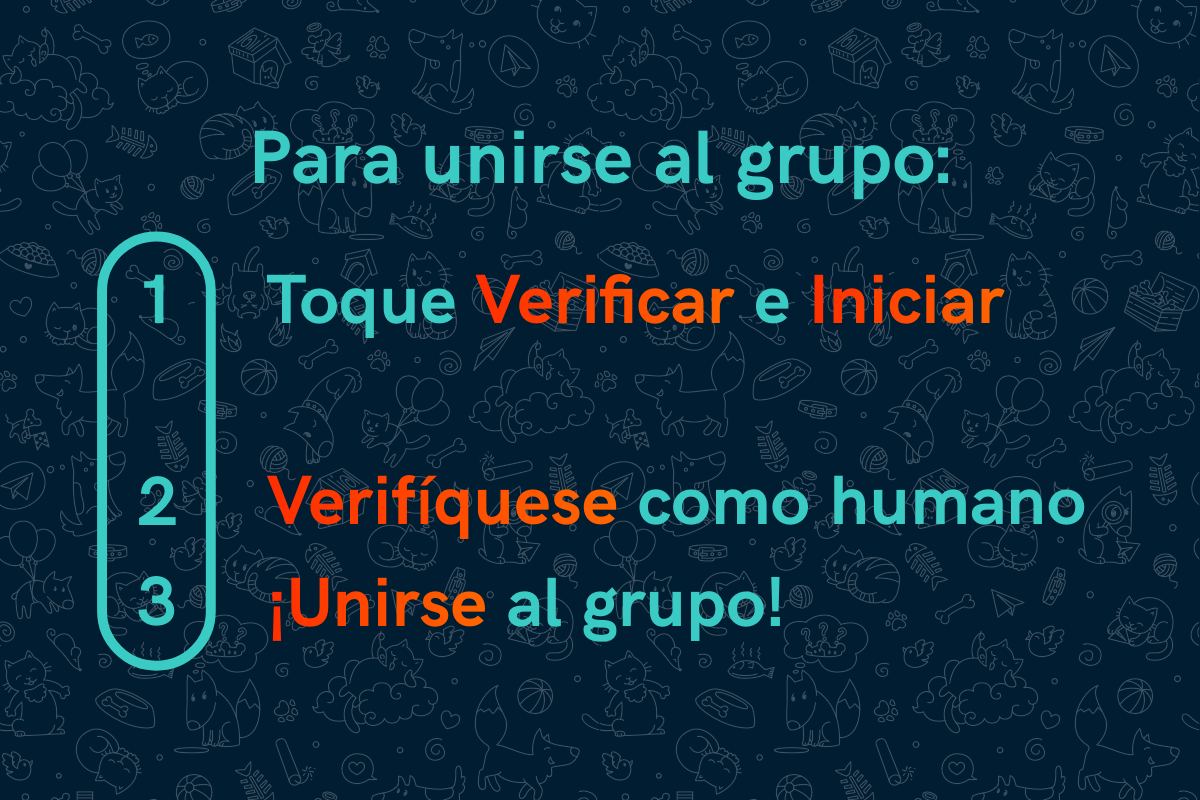 Para unirse al grupo:
1 Toque Verificar e Iniciar
2 Verifíquese como humano
3 ¡Unirse al grupo!